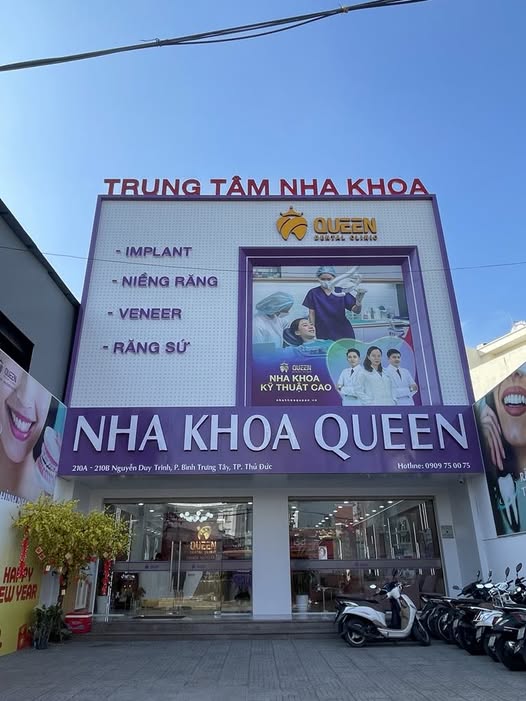 TRUNG TÂM NHA KHOA
QUEEN
DENTAL CLINIC
- IMPLANT
- NIỀNG RĂNG
- VENEER
- RĂNG SỨ
QUEEN
NHA KHOA
KỸ THUẬT CAO
NHA KHOA QUEEN
210A - 210B Nguyễn Duy Trinh, P. Bình Trưng Tây, TP. Thủ Đức
Hotline: 0909 75 00 75
QUEEN
DENTAL CLINIC
HAPPY
NEW YEAR